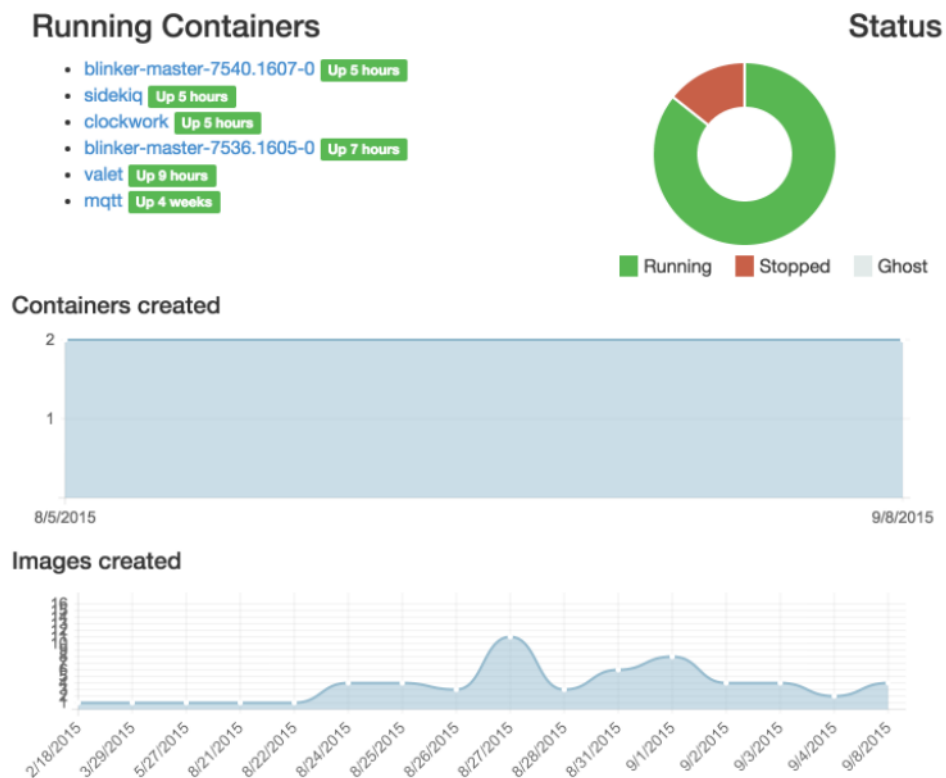 Running Containers
Status
blinker-master-7540.1607-0 Up 5 hours
sidekiq Up 5 hours
clockwork Up 5 hours
blinker-master-7536.1605-0 Up 7 hours
valet Up 9 hours
mqtt Up 4 weeks
Running Stopped Ghost
Containers created
2
1
8/5/2015 9/8/2015
Images created
16
2/18/2015 3/29/2015 5/27/2015 8/21/2015 8/22/2015 8/24/2015 8/25/2015 8/26/2015 8/27/2015 8/28/2015 8/31/2015 9/1/2015 9/2/2015 9/3/2015 9/4/2015 9/8/2015